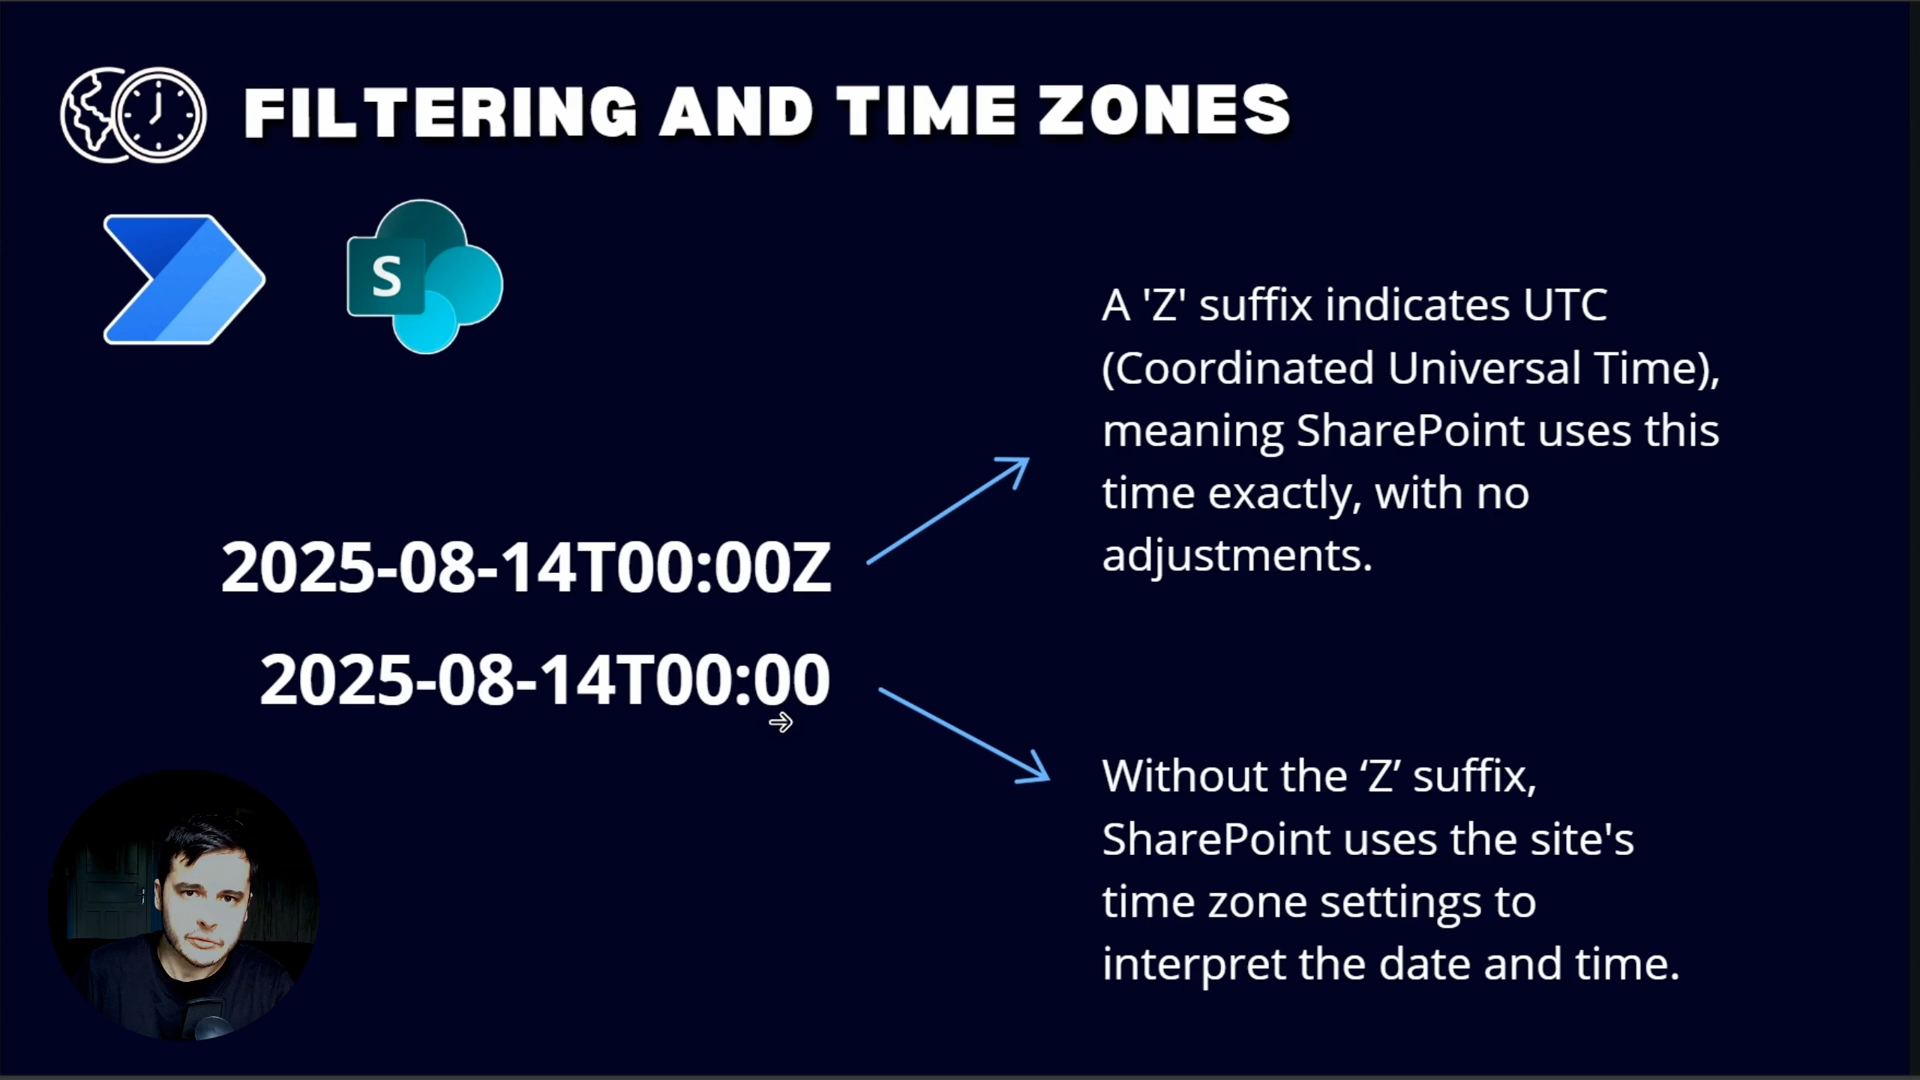 FILTERING AND TIME ZONES
S
A 'Z' suffix indicates UTC
(Coordinated Universal Time),
meaning SharePoint uses this
time exactly, with no
adjustments.
2025-08-14T00:00Z
2025-08-14T00:00
Without the ‘Z’ suffix,
SharePoint uses the site's
time zone settings to
interpret the date and time.